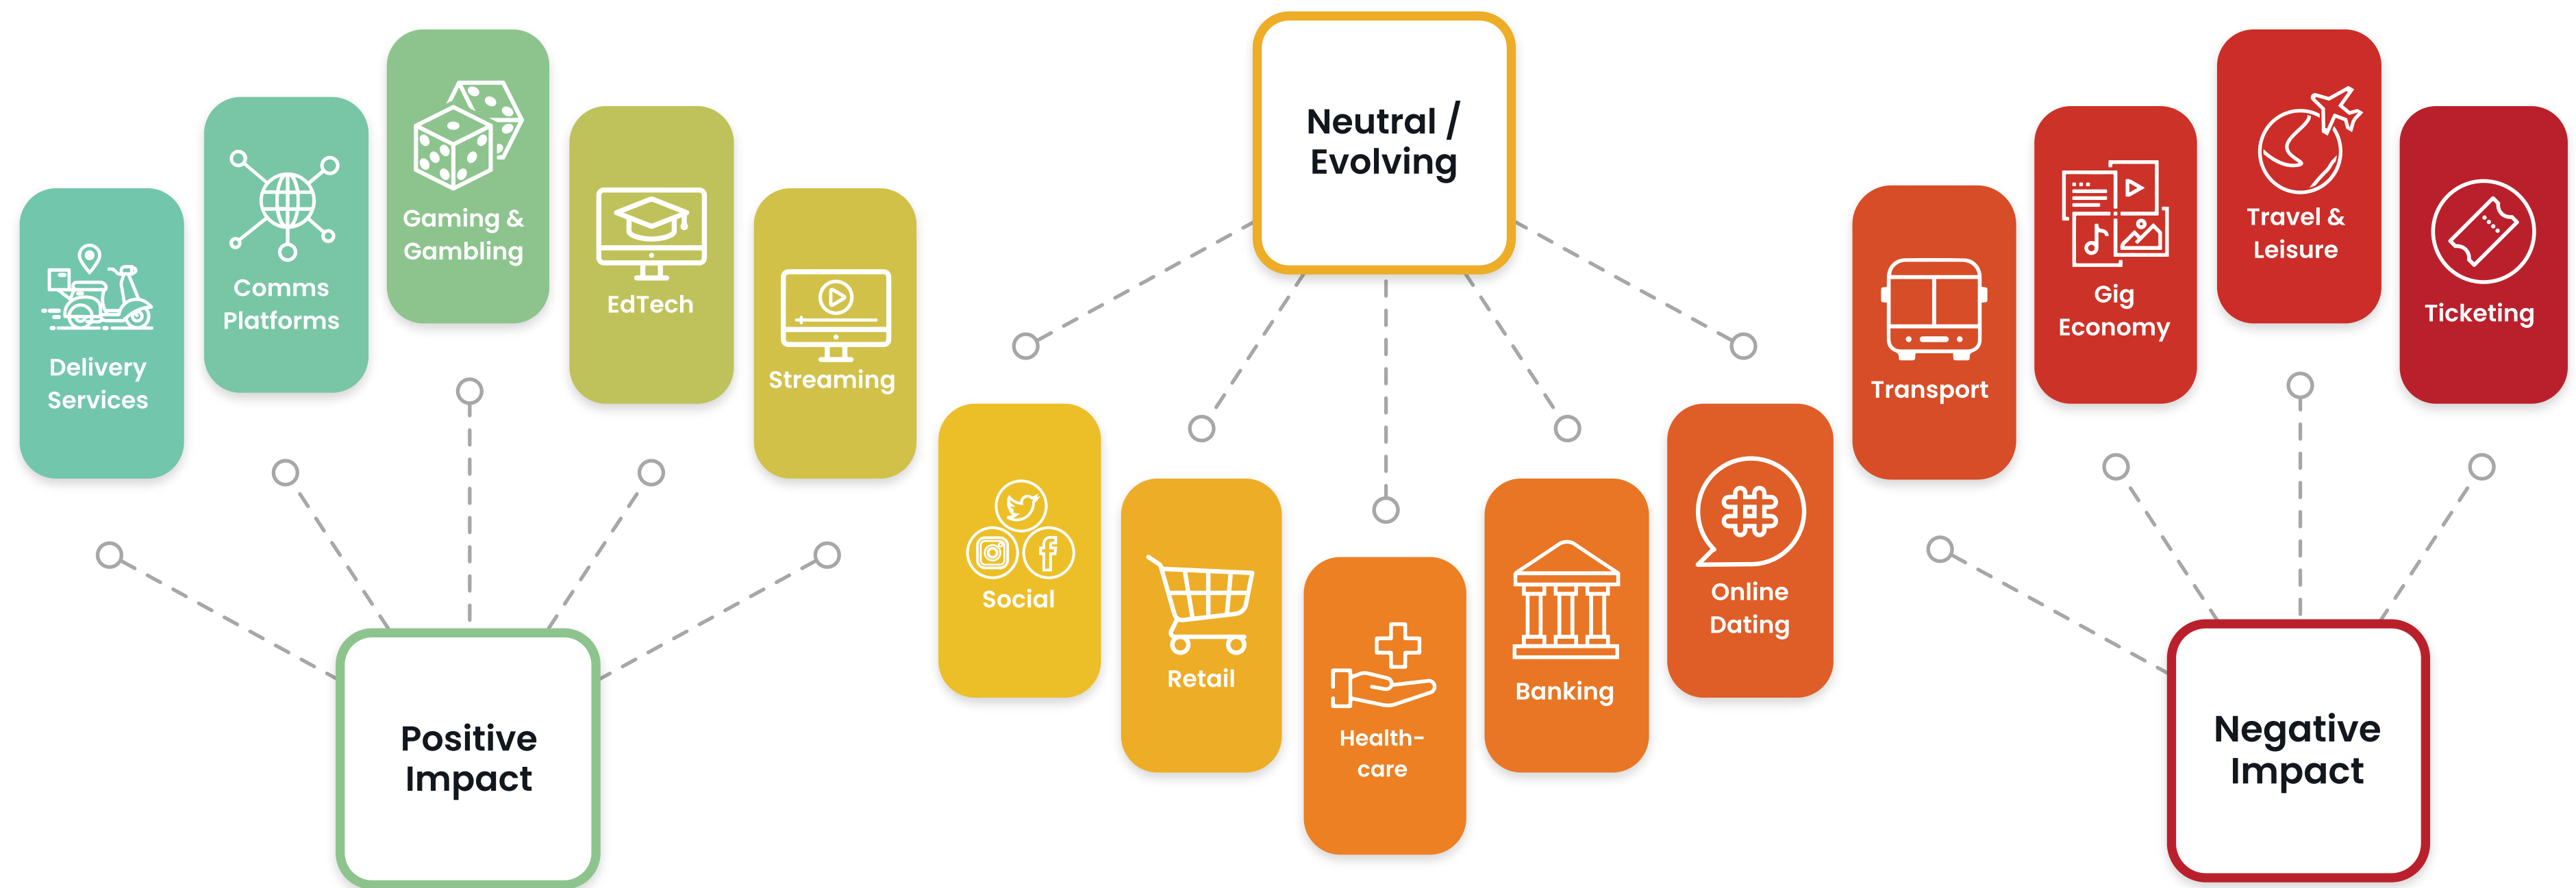 Delivery
Services
Comms
Platforms
Gaming &
Gambling
EdTech
Streaming
Positive
Impact
Neutral /
Evolving
Social
Retail
Health-
care
Banking
Online
Dating
Transport
Gig
Economy
Travel &
Leisure
Ticketing
Negative
Impact